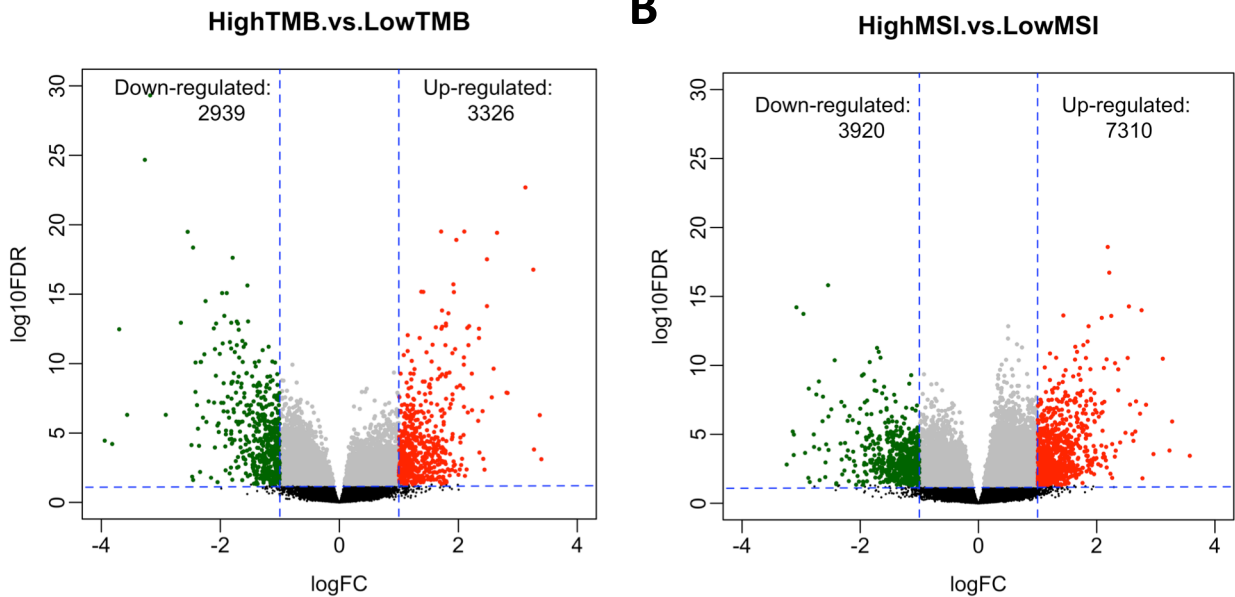 HighTMB.vs.LowTMB
Down-regulated:
2939
Up-regulated:
3326
30
25
20
15
10
5
0
log10FDR
-4
-2
0
2
4
logFC
B
HighMSI.vs.LowMSI
Down-regulated:
3920
Up-regulated:
7310
30
25
20
15
10
5
0
log10FDR
-4
-2
0
2
4
logFC